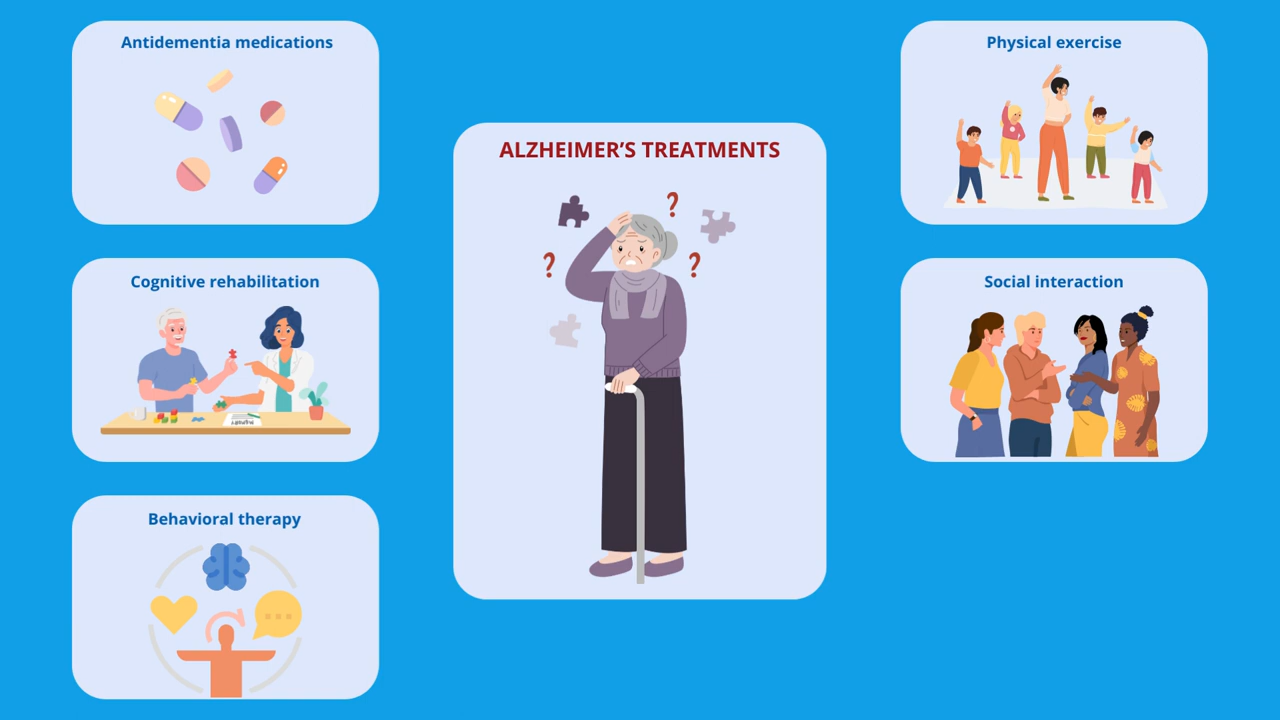 Antidementia medications
Cognitive rehabilitation
Behavioral therapy
ALZHEIMER'S TREATMENTS
?
?
?
Physical exercise
Social interaction